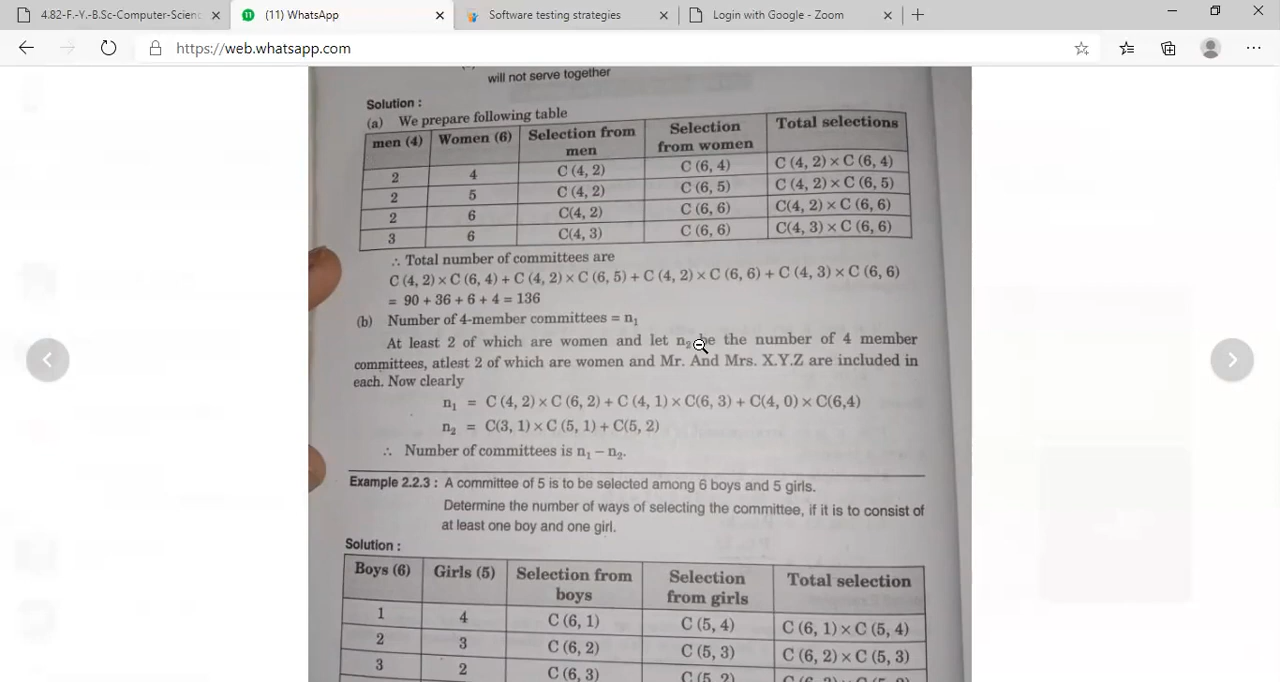 4.82-F.-Y.-B.Sc-Computer-Scienc
(11) WhatsApp
Software testing strategies
Login with Google - Zoom
https://web.whatsapp.com
will not serve together
Solution :
(a) We prepare following table
men (4) Women (6) Selection from men Selection from women Total selections
2 4 C (4, 2) C (6, 4) C (4, 2) × C (6, 4)
2 5 C (4, 2) C (6, 5) C (4, 2) × C (6, 5)
2 6 C(4, 2) C (6, 6) C(4, 2) × C (6, 6)
3 6 C(4, 3) C (6, 6) C(4, 3) × C (6, 6)
∴ Total number of committees are
C (4, 2) × C (6, 4) + C (4, 2) × C (6, 5) + C (4, 2) × C (6, 6) + C (4, 3) × C (6, 6)
= 90 + 36 + 6 + 4 = 136
(b) Number of 4-member committees = n₁
At least 2 of which are women and let n₂ be the number of 4 member
committees, atlest 2 of which are women and Mr. And Mrs. X.Y.Z are included in
each. Now clearly
n₁ = C (4, 2) × C (6, 2) + C (4, 1) × C(6, 3) + C(4, 0) × C(6,4)
n₂ = C(3, 1) × C (5, 1) + C(5, 2)
∴ Number of committees is n₁ – n₂.
Example 2.2.3 : A committee of 5 is to be selected among 6 boys and 5 girls.
Determine the number of ways of selecting the committee, if it is to consist of
at least one boy and one girl.
Solution :
Boys (6) Girls (5) Selection from boys Selection from girls Total selection
1 4 C (6, 1) C (5, 4) C (6, 1) × C (5, 4)
2 3 C (6, 2) C (5, 3) C (6, 2) × C (5, 3)
3 2 C (6, 3) C (5, 2)